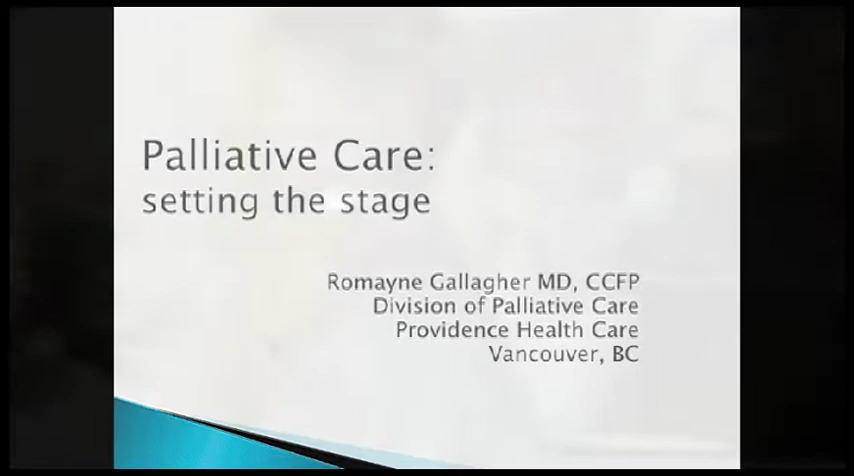 Palliative Care:
setting the stage
Romayne Gallagher MD, CCFP
Division of Palliative Care
Providence Health Care
Vancouver, BC